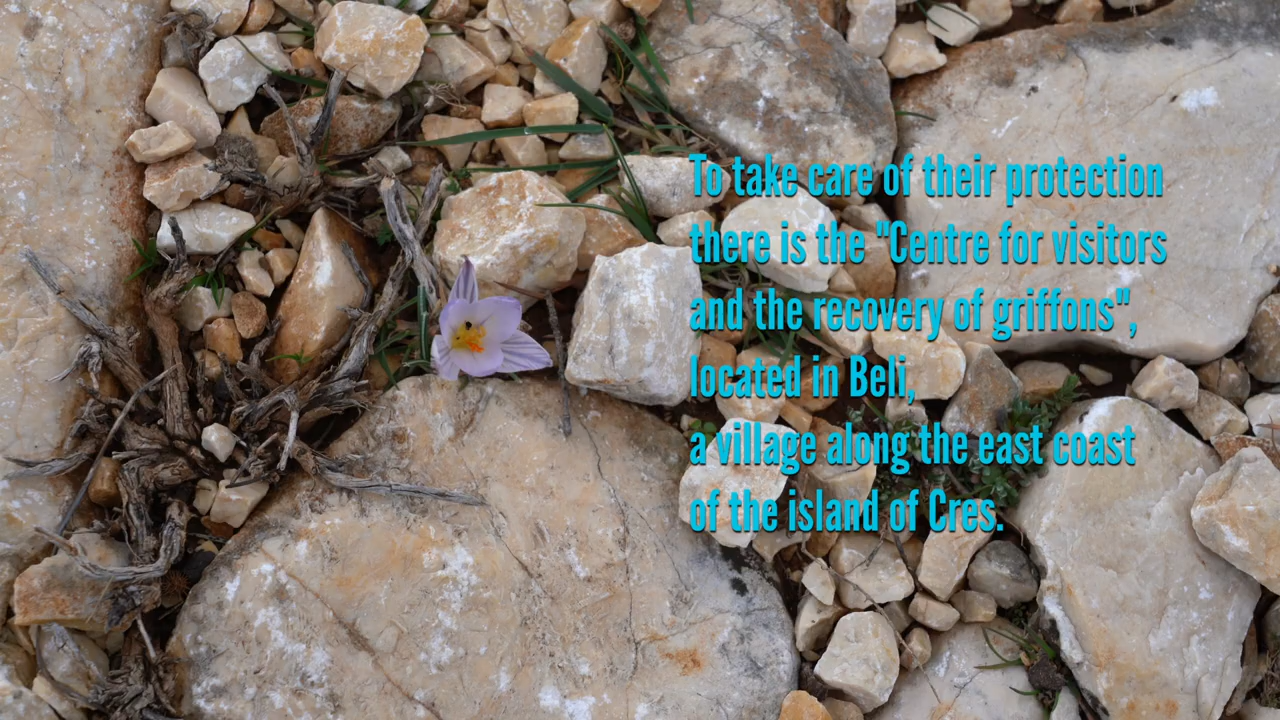 To take care of their protection
there is the "Centre for visitors
and the recovery of griffons",
located in Beli,
a village along the east coast
of the island of Cres.